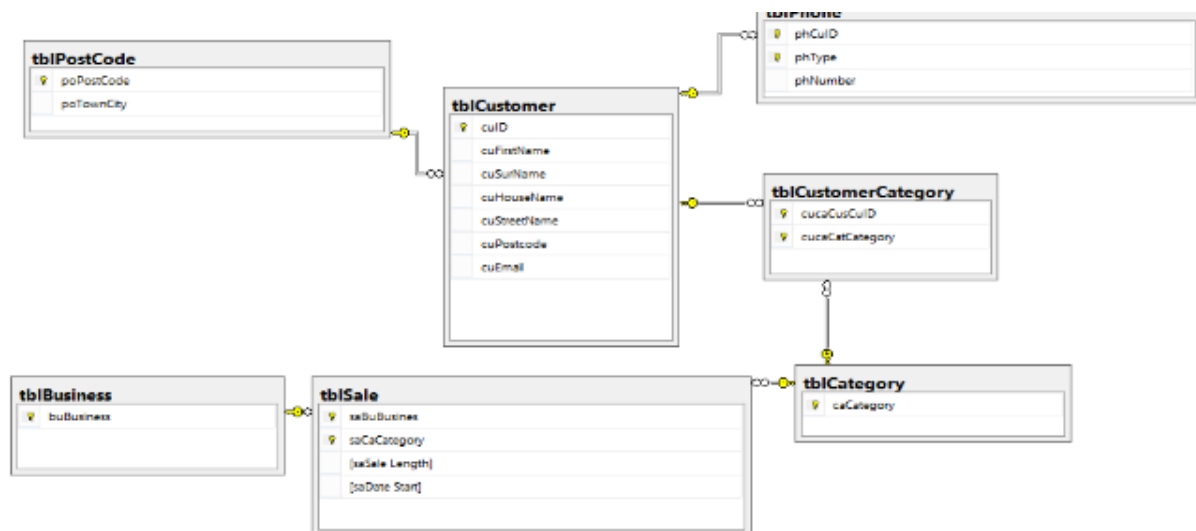 tblPhone
phCuID
phType
phNumber
tblPostCode
poPostCode
poTownCity
tblCustomer
cuID
cuFirstName
cuSurName
cuHouseName
cuStreetName
cuPostcode
cuEmail
tblCustomerCategory
cucaCusCuID
cucaCatCategory
tblBusiness
buBusiness
tblSale
saBuBusines
saCaCategory
[saSale Length]
[saDate Start]
tblCategory
caCategory